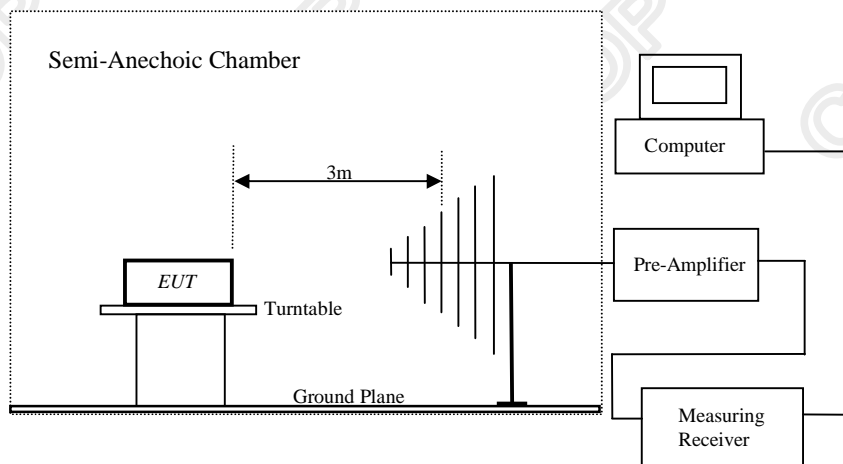 Semi-Anechoic Chamber
3m
Computer
EUT
Pre-Amplifier
Turntable
Ground Plane
Measuring
Receiver